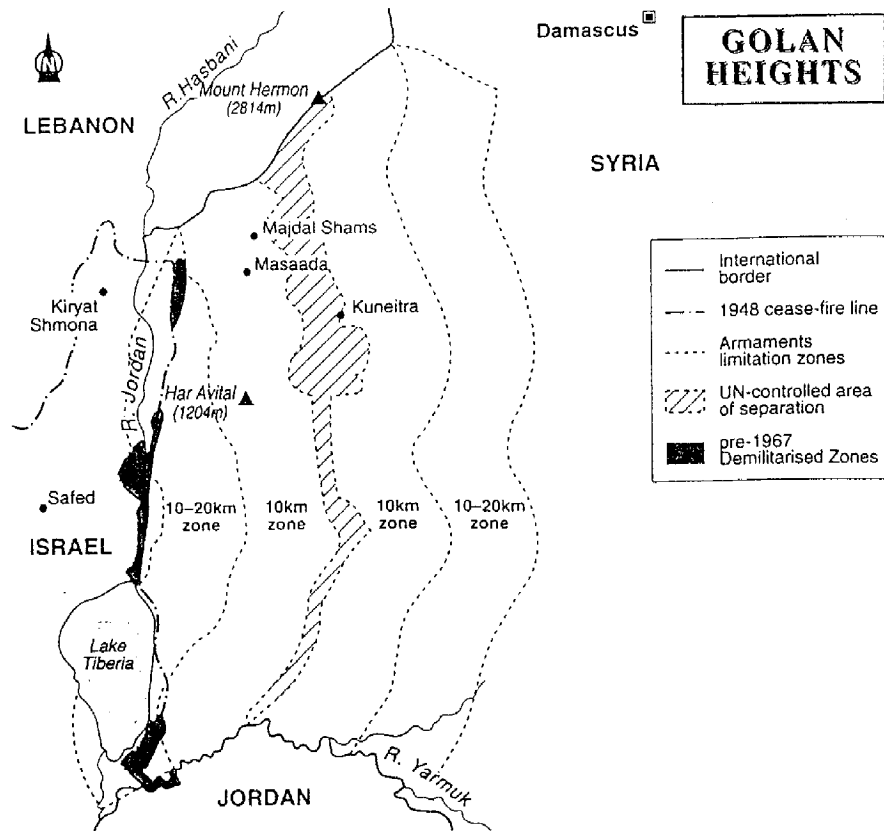 Damascus
GOLAN
HEIGHTS
N
R. Hasbani
Mount Hermon
(2814m)
LEBANON
SYRIA
Majdal Shams
Masaada
Kiryat
Shmona
Kuneitra
R. Jordan
Har Avital
(1204m)
International
border
1948 cease-fire line
Armaments
limitation zones
UN-controlled area
of separation
pre-1967
Demilitarised Zones
Safed
10–20km
zone
10km
zone
10km
zone
10–20km
zone
ISRAEL
Lake
Tiberia
R. Yarmuk
JORDAN